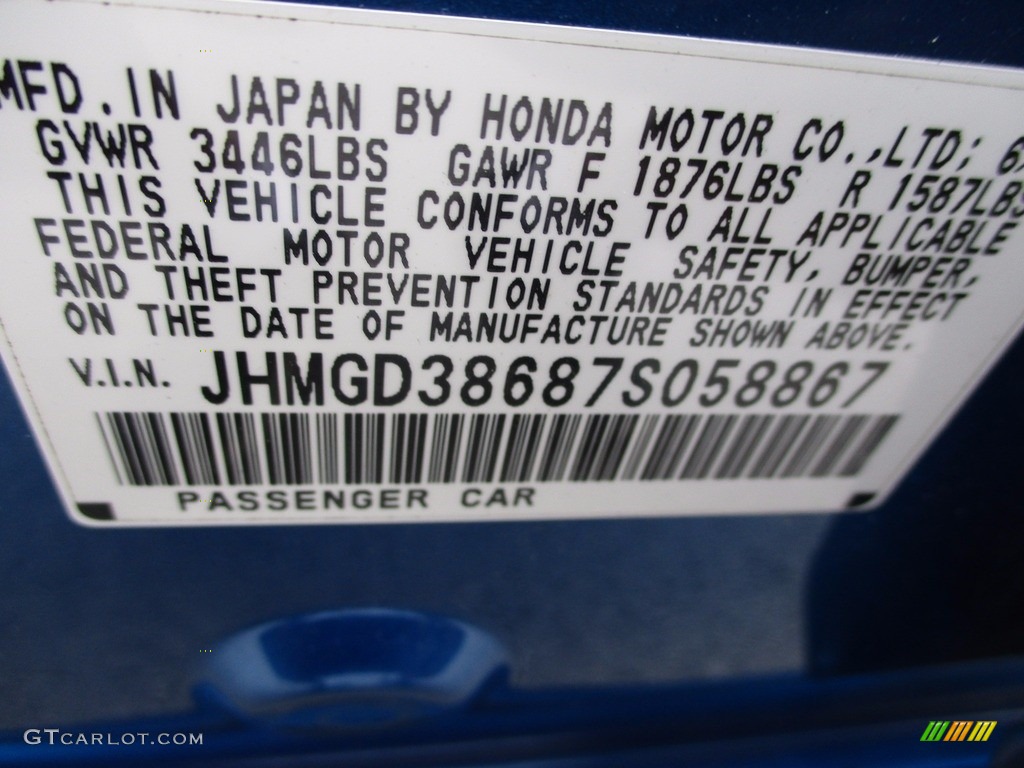 MFD. IN JAPAN BY HONDA MOTOR CO.,LTD;
GVWR 3446LBS GAWR F 1876LBS R 1587LBS
THIS VEHICLE CONFORMS TO ALL APPLICABLE
FEDERAL MOTOR VEHICLE SAFETY, BUMPER,
AND THEFT PREVENTION STANDARDS IN EFFECT
ON THE DATE OF MANUFACTURE SHOWN ABOVE.
V.I.N. JHMGD38687S058867
PASSENGER CAR
GTCARLOT.COM